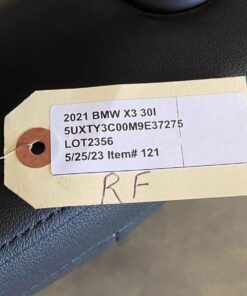 2021 BMW X3 30I
5UXTY3C00M9E37275
LOT2356
5/25/23 Item# 121
RF